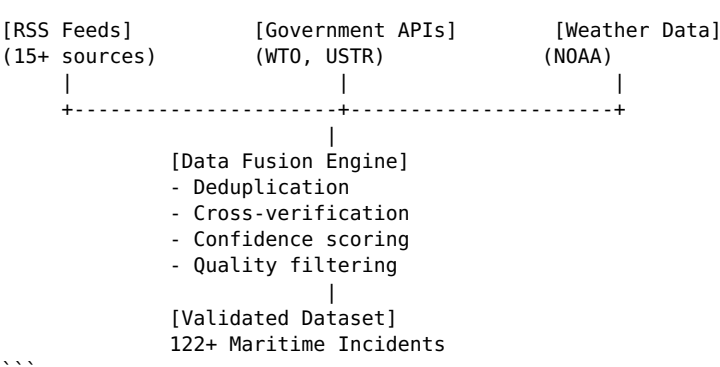 [RSS Feeds]          [Government APIs]        [Weather Data]
(15+ sources)        (WTO, USTR)             (NOAA)
     |                      |                      |
     +----------------------+----------------------+
                           |
              [Data Fusion Engine]
              - Deduplication
              - Cross-verification
              - Confidence scoring
              - Quality filtering
                           |
              [Validated Dataset]
              122+ Maritime Incidents
```